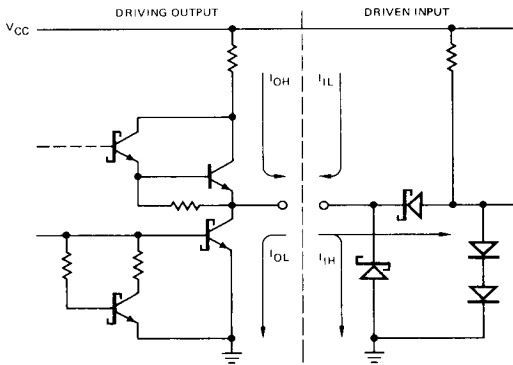 DRIVING OUTPUT
DRIVEN INPUT
VCC
IOH
IIL
IOL
IIH